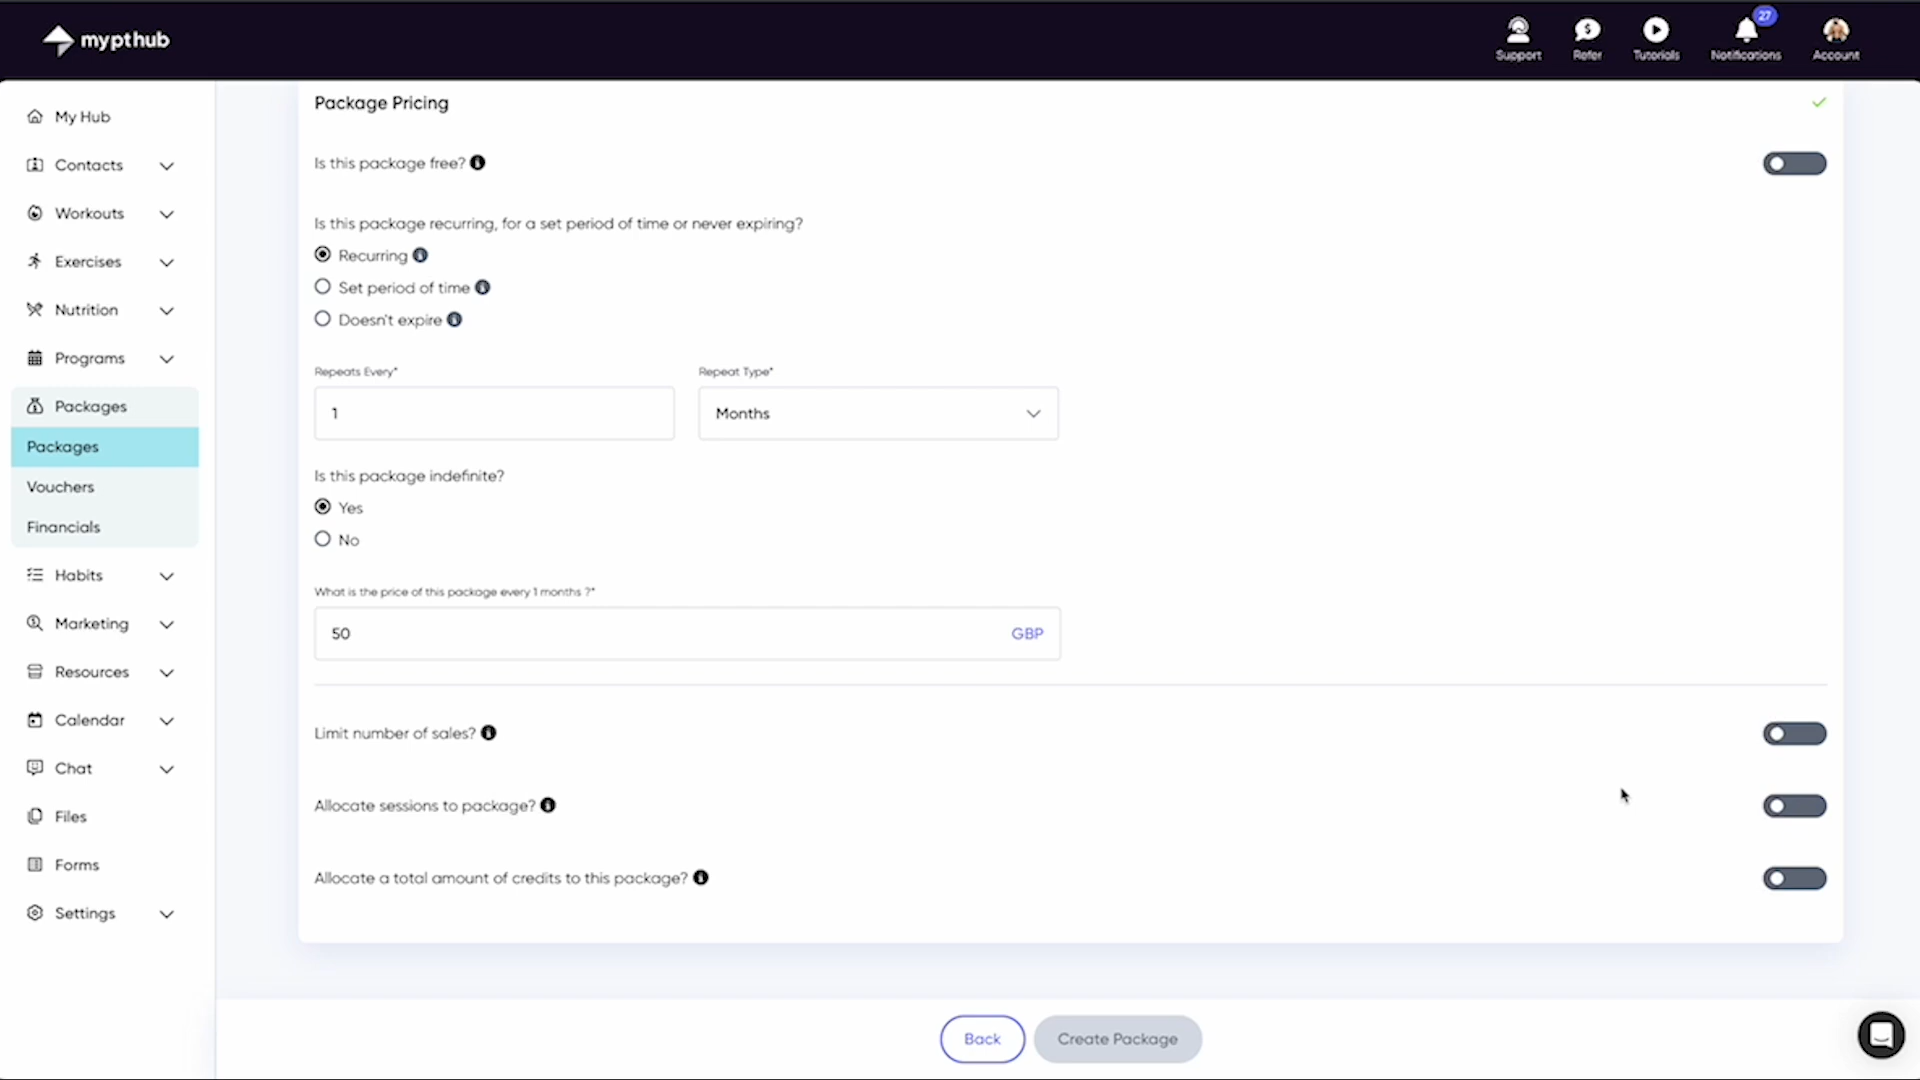 mypthub
Support
Refer
Tutorials
27
Notifications
Account
My Hub
Contacts
Workouts
Exercises
Nutrition
Programs
Packages
Packages
Vouchers
Financials
Habits
Marketing
Resources
Calendar
Chat
Files
Forms
Settings
Package Pricing
Is this package free?
Is this package recurring, for a set period of time or never expiring?
Recurring
Set period of time
Doesn't expire
Repeats Every* Repeat Type*
1 Months
Is this package indefinite?
Yes
No
What is the price of this package every 1 months ?*
50 GBP
Limit number of sales?
Allocate sessions to package?
Allocate a total amount of credits to this package?
Back Create Package